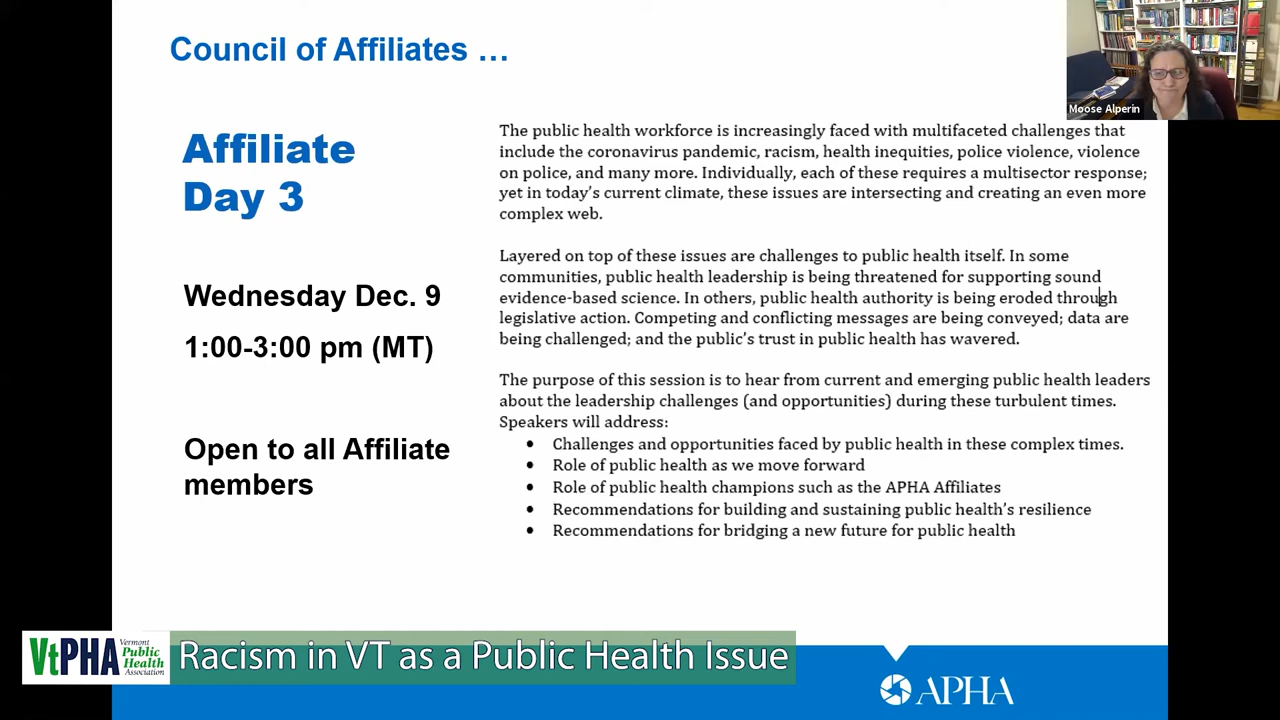 Council of Affiliates …
Moose Alperin
Affiliate
Day 3
Wednesday Dec. 9
1:00-3:00 pm (MT)
Open to all Affiliate
members
The public health workforce is increasingly faced with multifaceted challenges that
include the coronavirus pandemic, racism, health inequities, police violence, violence
on police, and many more. Individually, each of these requires a multisector response;
yet in today's current climate, these issues are intersecting and creating an even more
complex web.
Layered on top of these issues are challenges to public health itself. In some
communities, public health leadership is being threatened for supporting sound
evidence-based science. In others, public health authority is being eroded through
legislative action. Competing and conflicting messages are being conveyed; data are
being challenged; and the public's trust in public health has wavered.
The purpose of this session is to hear from current and emerging public health leaders
about the leadership challenges (and opportunities) during these turbulent times.
Speakers will address:
• Challenges and opportunities faced by public health in these complex times.
• Role of public health as we move forward
• Role of public health champions such as the APHA Affiliates
• Recommendations for building and sustaining public health's resilience
• Recommendations for bridging a new future for public health
VtPHA
Vermont
Public
Health
Association
Racism in VT as a Public Health Issue
APHA